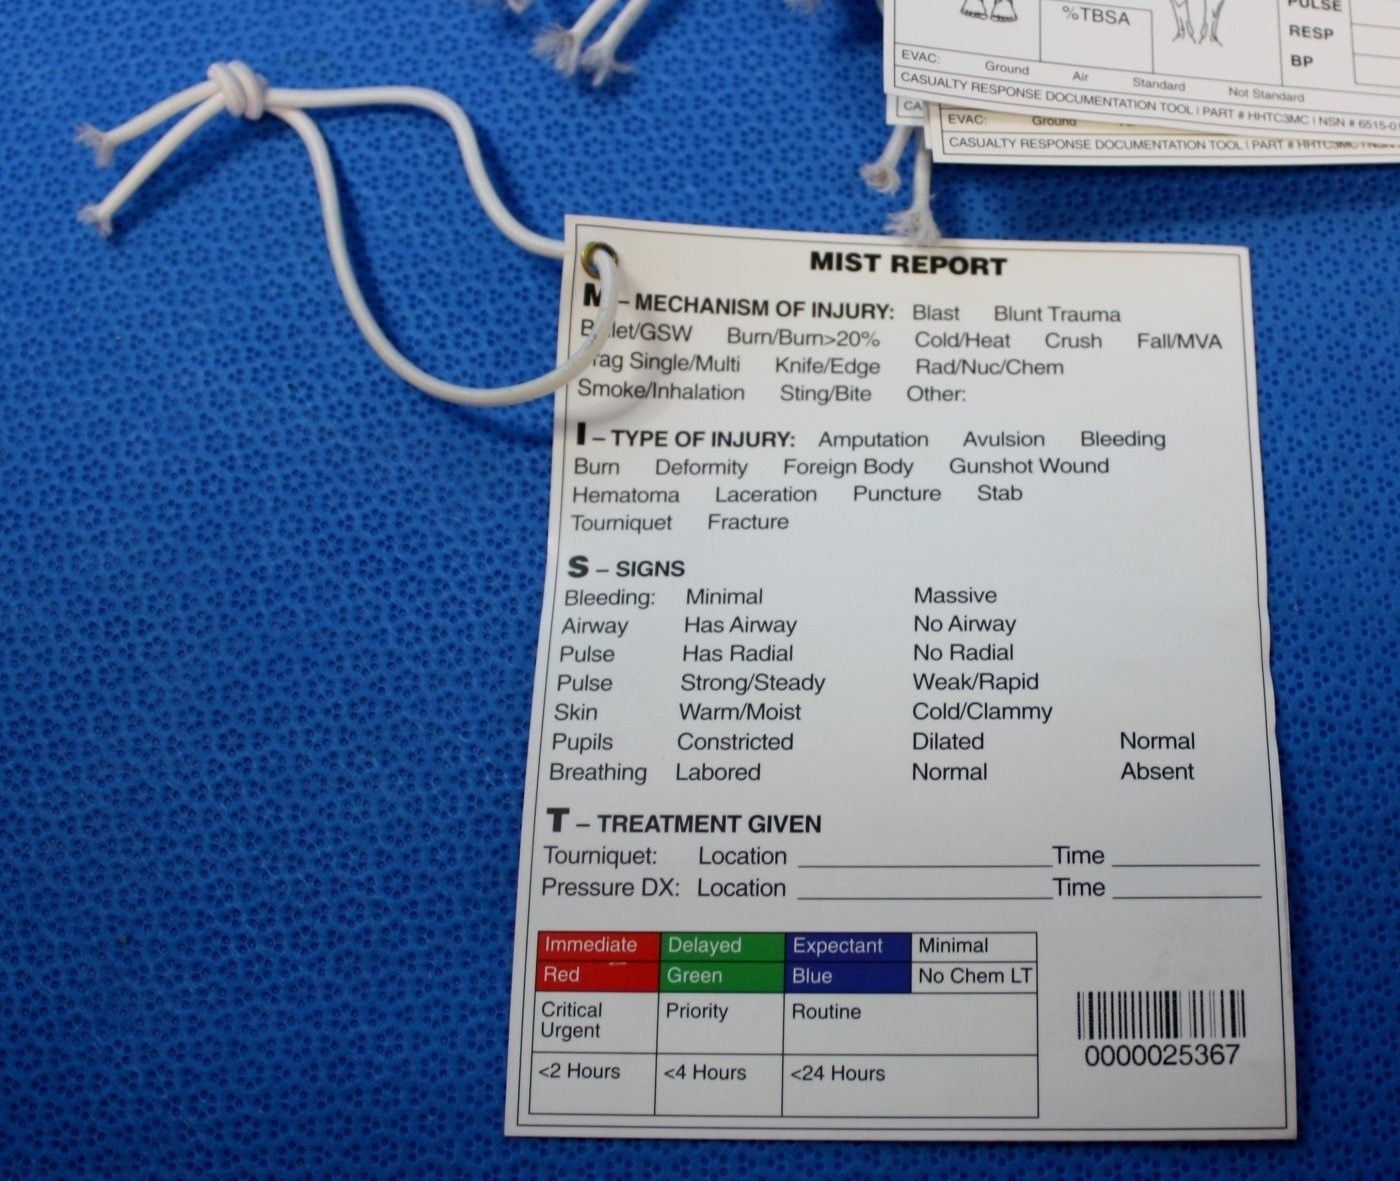 %TBSA
PULSE
RESP
BP
EVAC: Ground Air Standard Not Standard
CASUALTY RESPONSE DOCUMENTATION TOOL | PART # HHTC3MC | NSN # 6515-01
CA
EVAC: Ground
CASUALTY RESPONSE DOCUMENTATION TOOL | PART # HHTC3MC
MIST REPORT
M – MECHANISM OF INJURY: Blast Blunt Trauma
Burn/Burn>20% Cold/Heat Crush Fall/MVA
Single/Multi Knife/Edge Rad/Nuc/Chem
Smoke/Inhalation Sting/Bite Other:
I – TYPE OF INJURY: Amputation Avulsion Bleeding
Burn Deformity Foreign Body Gunshot Wound
Hematoma Laceration Puncture Stab
Tourniquet Fracture
S – SIGNS
Bleeding: Minimal Massive
Airway Has Airway No Airway
Pulse Has Radial No Radial
Pulse Strong/Steady Weak/Rapid
Skin Warm/Moist Cold/Clammy
Pupils Constricted Dilated Normal
Breathing Labored Normal Absent
T – TREATMENT GIVEN
Tourniquet: Location Time
Pressure DX: Location Time
Immediate Delayed Expectant Minimal
Red Green Blue No Chem LT
Critical Priority Routine
Urgent
<2 Hours <4 Hours <24 Hours
0000025367